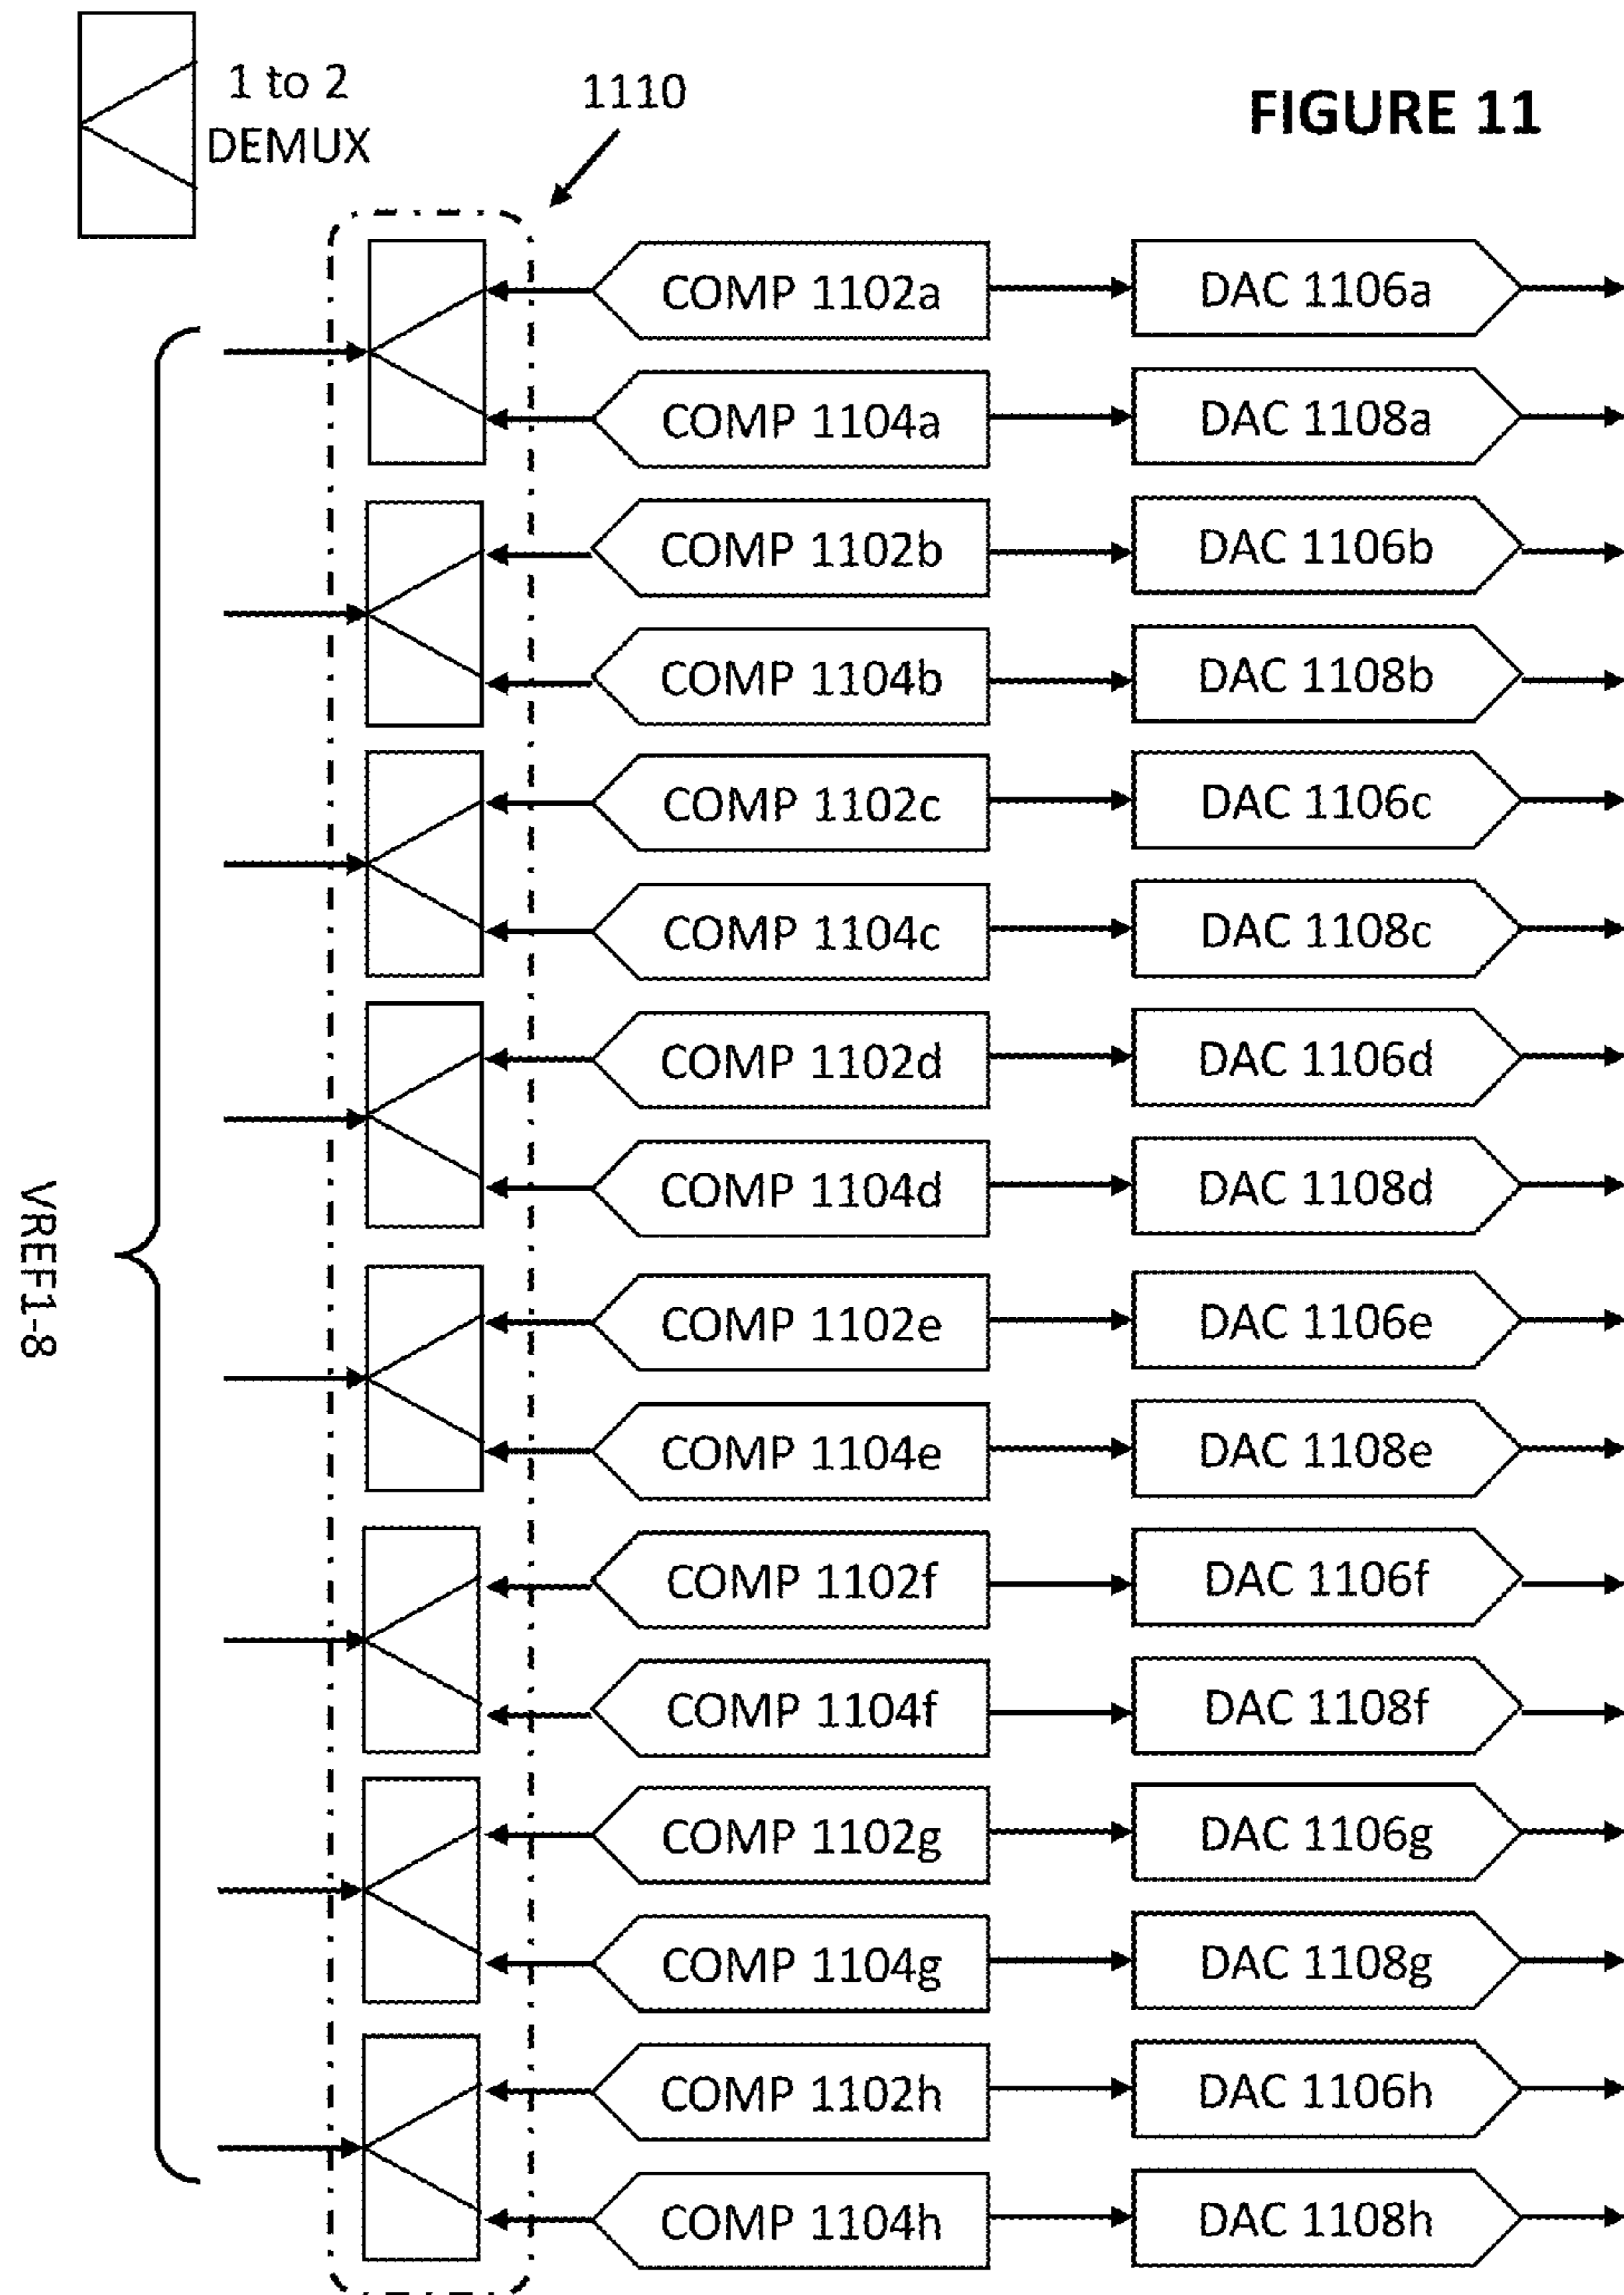 1 to 2
DEMUX
1110
FIGURE 11
COMP 1102a
DAC 1106a
COMP 1104a
DAC 1108a
COMP 1102b
DAC 1106b
COMP 1104b
DAC 1108b
COMP 1102c
DAC 1106c
COMP 1104c
DAC 1108c
COMP 1102d
DAC 1106d
COMP 1104d
DAC 1108d
VREF1-8
COMP 1102e
DAC 1106e
COMP 1104e
DAC 1108e
COMP 1102f
DAC 1106f
COMP 1104f
DAC 1108f
COMP 1102g
DAC 1106g
COMP 1104g
DAC 1108g
COMP 1102h
DAC 1106h
COMP 1104h
DAC 1108h